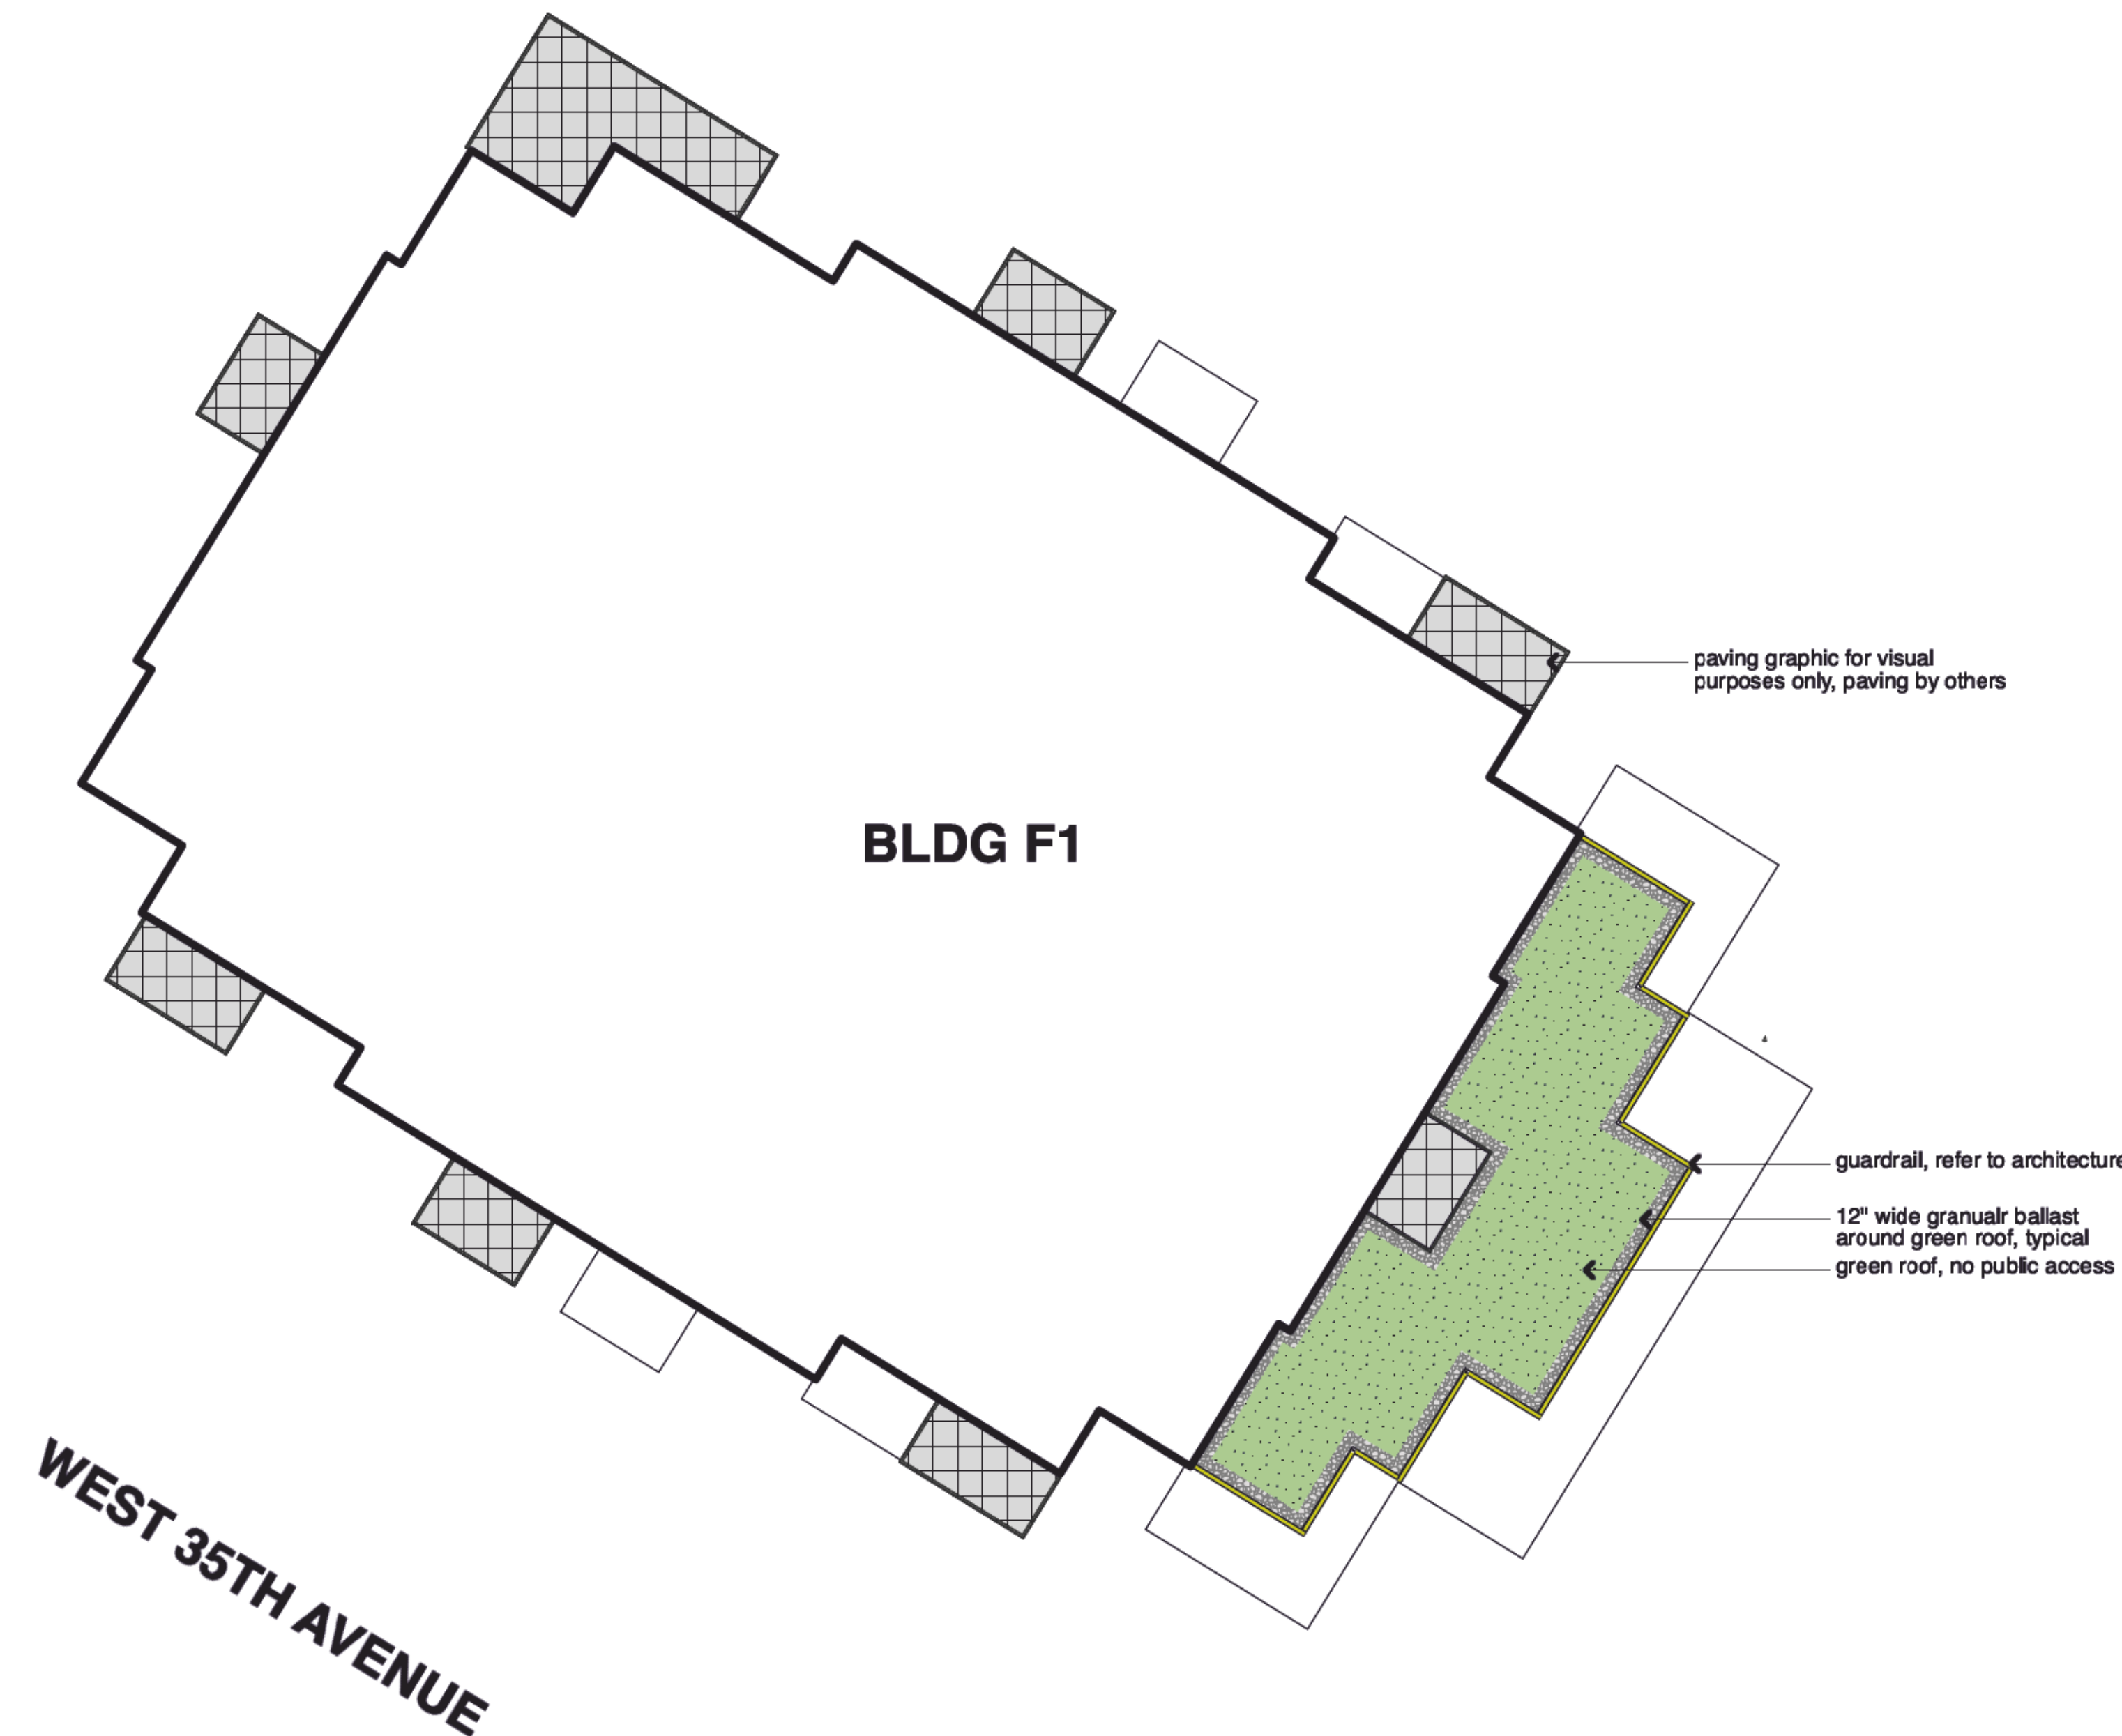 paving graphic for visual
purposes only, paving by others
BLDG F1
guardrail, refer to architecture
12" wide granualr ballast
around green roof, typical
green roof, no public access
WEST 35TH AVENUE